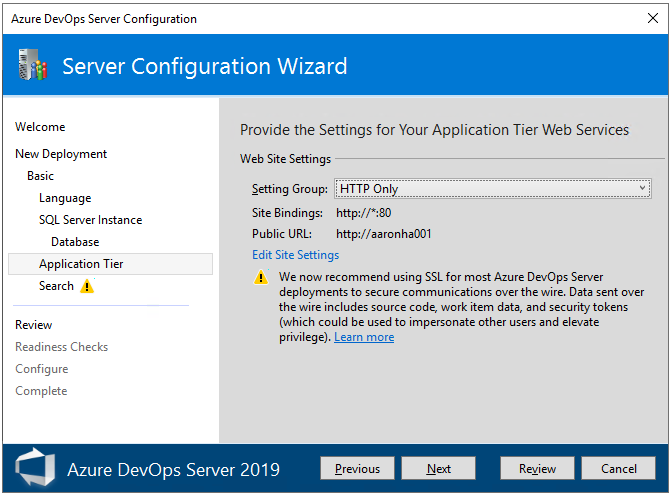 Azure DevOps Server Configuration
Server Configuration Wizard
Welcome
New Deployment
Basic
Language
SQL Server Instance
Database
Application Tier
Search
Review
Readiness Checks
Configure
Complete
Provide the Settings for Your Application Tier Web Services
Web Site Settings
Setting Group: HTTP Only
Site Bindings: http://*:80
Public URL: http://aaronha001
Edit Site Settings
We now recommend using SSL for most Azure DevOps Server
deployments to secure communications over the wire. Data sent over
the wire includes source code, work item data, and security tokens
(which could be used to impersonate other users and elevate
privilege). Learn more
Azure DevOps Server 2019
Previous
Next
Review
Cancel